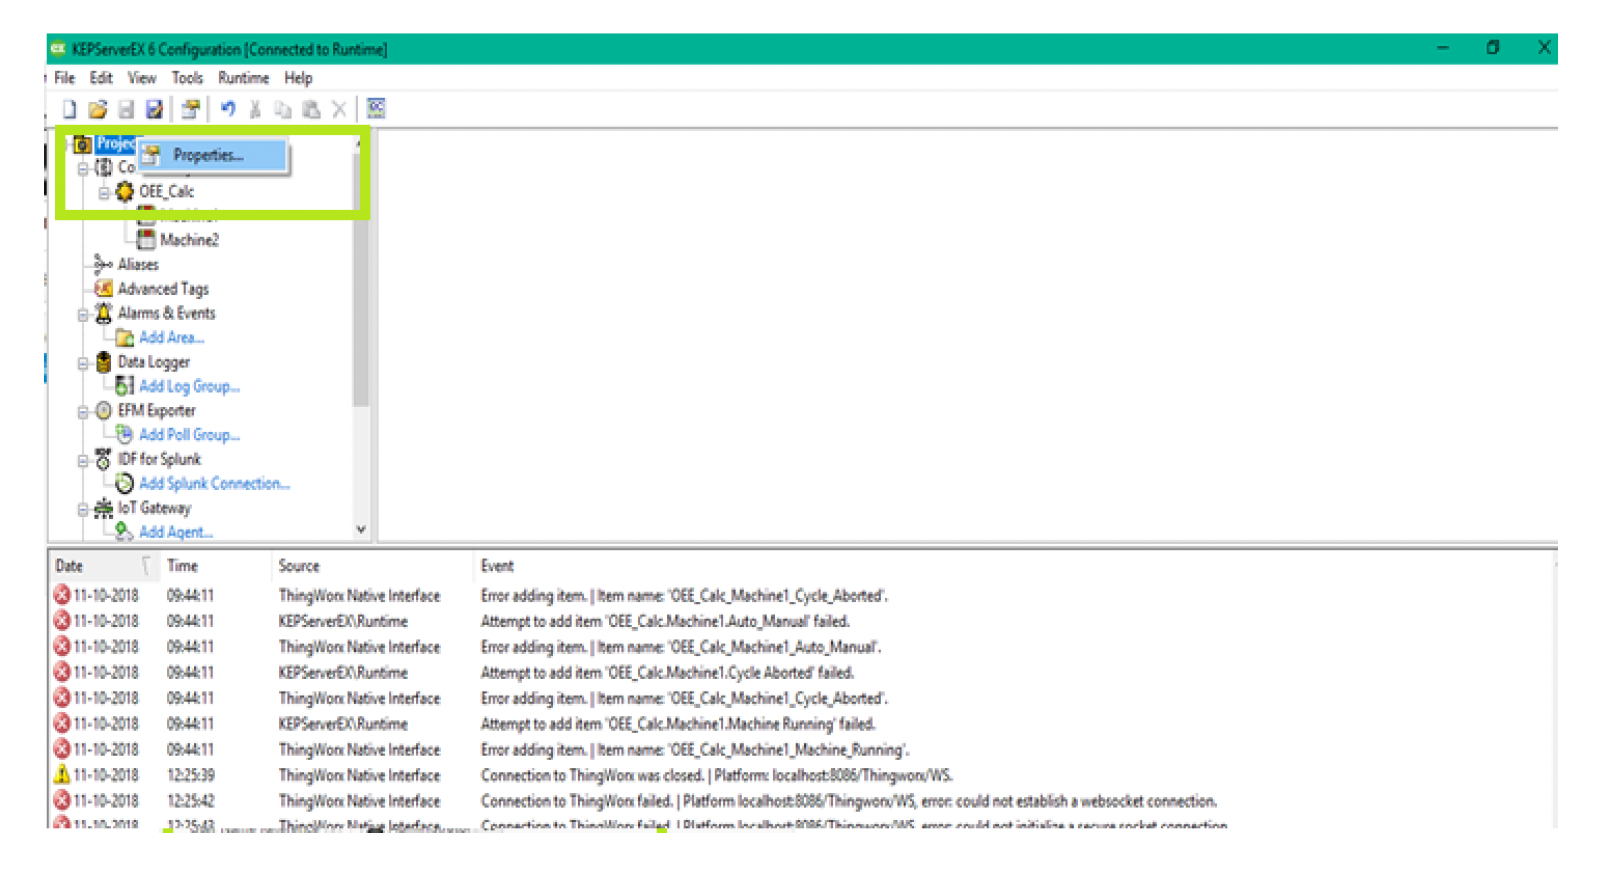 KEPServerEX 6 Configuration [Connected to Runtime]
File Edit View Tools Runtime Help
Projec
Properties...
Co
OEE_Calc
Machine2
Aliases
Advanced Tags
Alarms & Events
Add Area...
Data Logger
Add Log Group...
EFM Exporter
Add Poll Group...
IDF for Splunk
Add Splunk Connection...
IoT Gateway
Add Agent...
Date Time Source Event
11-10-2018 09:44:11 ThingWorx Native Interface Error adding item. | Item name: 'OEE_Calc_Machine1_Cycle_Aborted'.
11-10-2018 09:44:11 KEPServerEX\Runtime Attempt to add item 'OEE_Calc.Machine1.Auto_Manual' failed.
11-10-2018 09:44:11 ThingWorx Native Interface Error adding item. | Item name: 'OEE_Calc_Machine1_Auto_Manual'.
11-10-2018 09:44:11 KEPServerEX\Runtime Attempt to add item 'OEE_Calc.Machine1.Cycle Aborted' failed.
11-10-2018 09:44:11 ThingWorx Native Interface Error adding item. | Item name: 'OEE_Calc_Machine1_Cycle_Aborted'.
11-10-2018 09:44:11 KEPServerEX\Runtime Attempt to add item 'OEE_Calc.Machine1.Machine Running' failed.
11-10-2018 09:44:11 ThingWorx Native Interface Error adding item. | Item name: 'OEE_Calc_Machine1_Machine_Running'.
11-10-2018 12:25:39 ThingWorx Native Interface Connection to ThingWorx was closed. | Platform: localhost:8086/Thingworx/WS.
11-10-2018 12:25:42 ThingWorx Native Interface Connection to ThingWorx failed. | Platform localhost:8086/Thingworx/WS, error: could not establish a websocket connection.
11-10-2018 12:25:43 ThingWorx Native Interface Connection to ThingWorx failed. | Platform localhost:8086/Thingworx/WS, error: could not initialize a secure socket connection